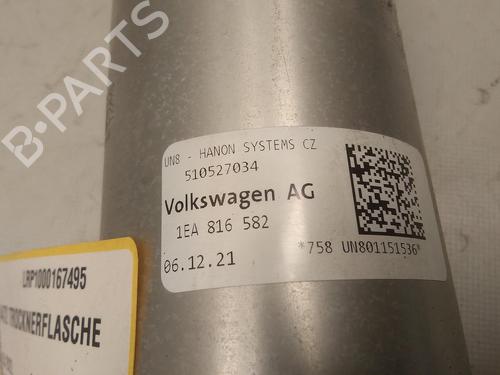 B-PARTS
UN8 - HANON SYSTEMS CZ
510527034
Volkswagen AG
1EA 816 582
06.12.21
*758 UN801151536*
LRP1000167495
TROCKNERFLASCHE